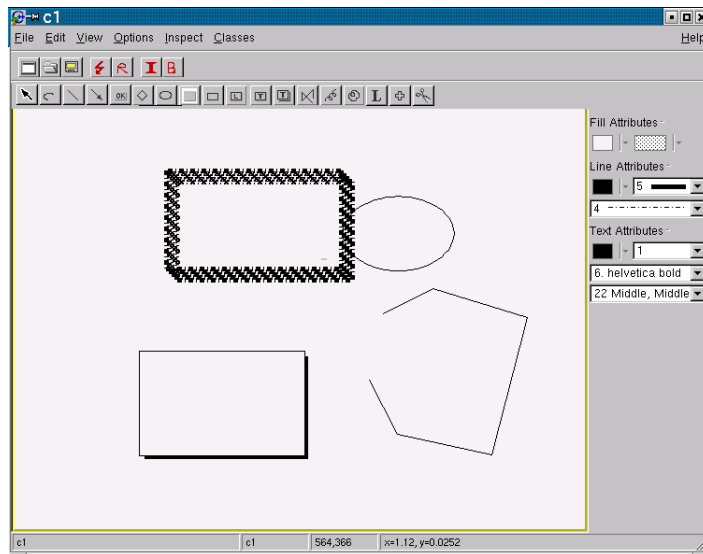 c1
File Edit View Options Inspect Classes Help
R I B
OK L T T L
Fill Attributes
Line Attributes
5
4
Text Attributes
1
6. helvetica bold
22 Middle, Middle
c1 c1 564,366 x=1.12, y=0.0252